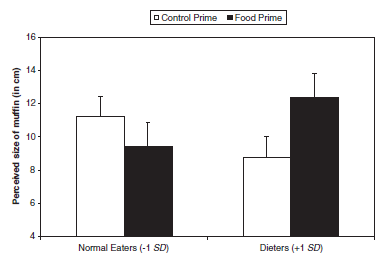 Control Prime Food Prime
Perceived size of muffin (in cm)
16
14
12
10
8
6
4
Normal Eaters (-1 SD) Dieters (+1 SD)